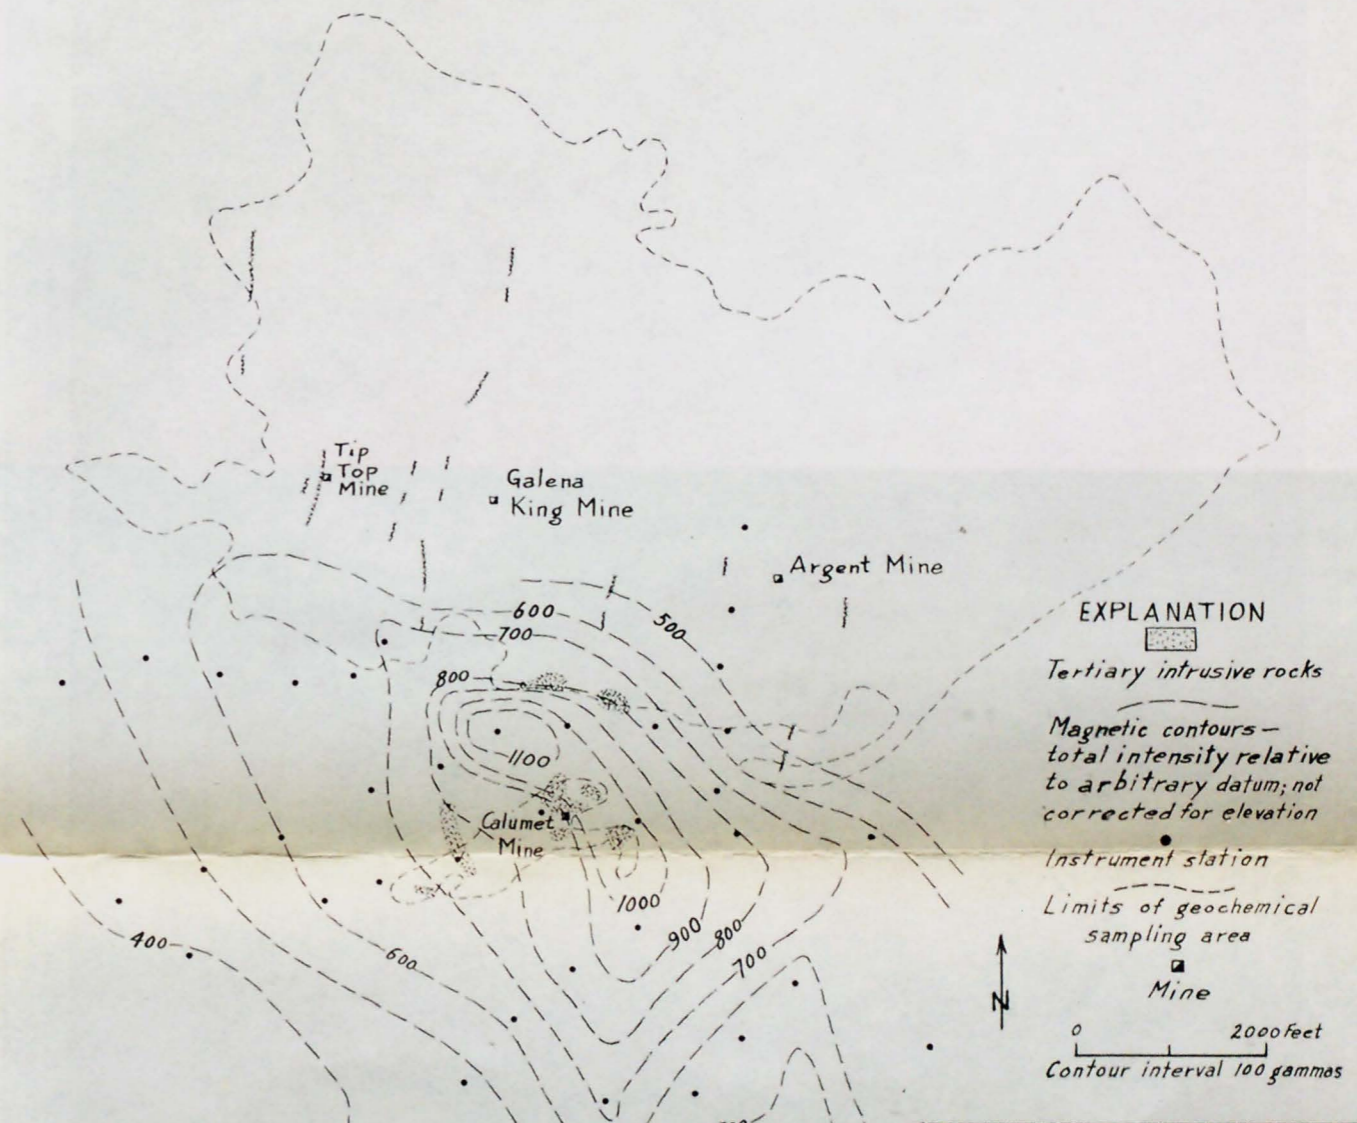 Tip
Top
Mine
Galena
King Mine
Argent Mine
600
500
700
800
1100
Calumet
Mine
1000
900
800
700
400
600
EXPLANATION
Tertiary intrusive rocks
Magnetic contours—
total intensity relative
to arbitrary datum; not
corrected for elevation
Instrument station
Limits of geochemical
sampling area
Mine
N
0 2000 Feet
Contour interval 100 gammas